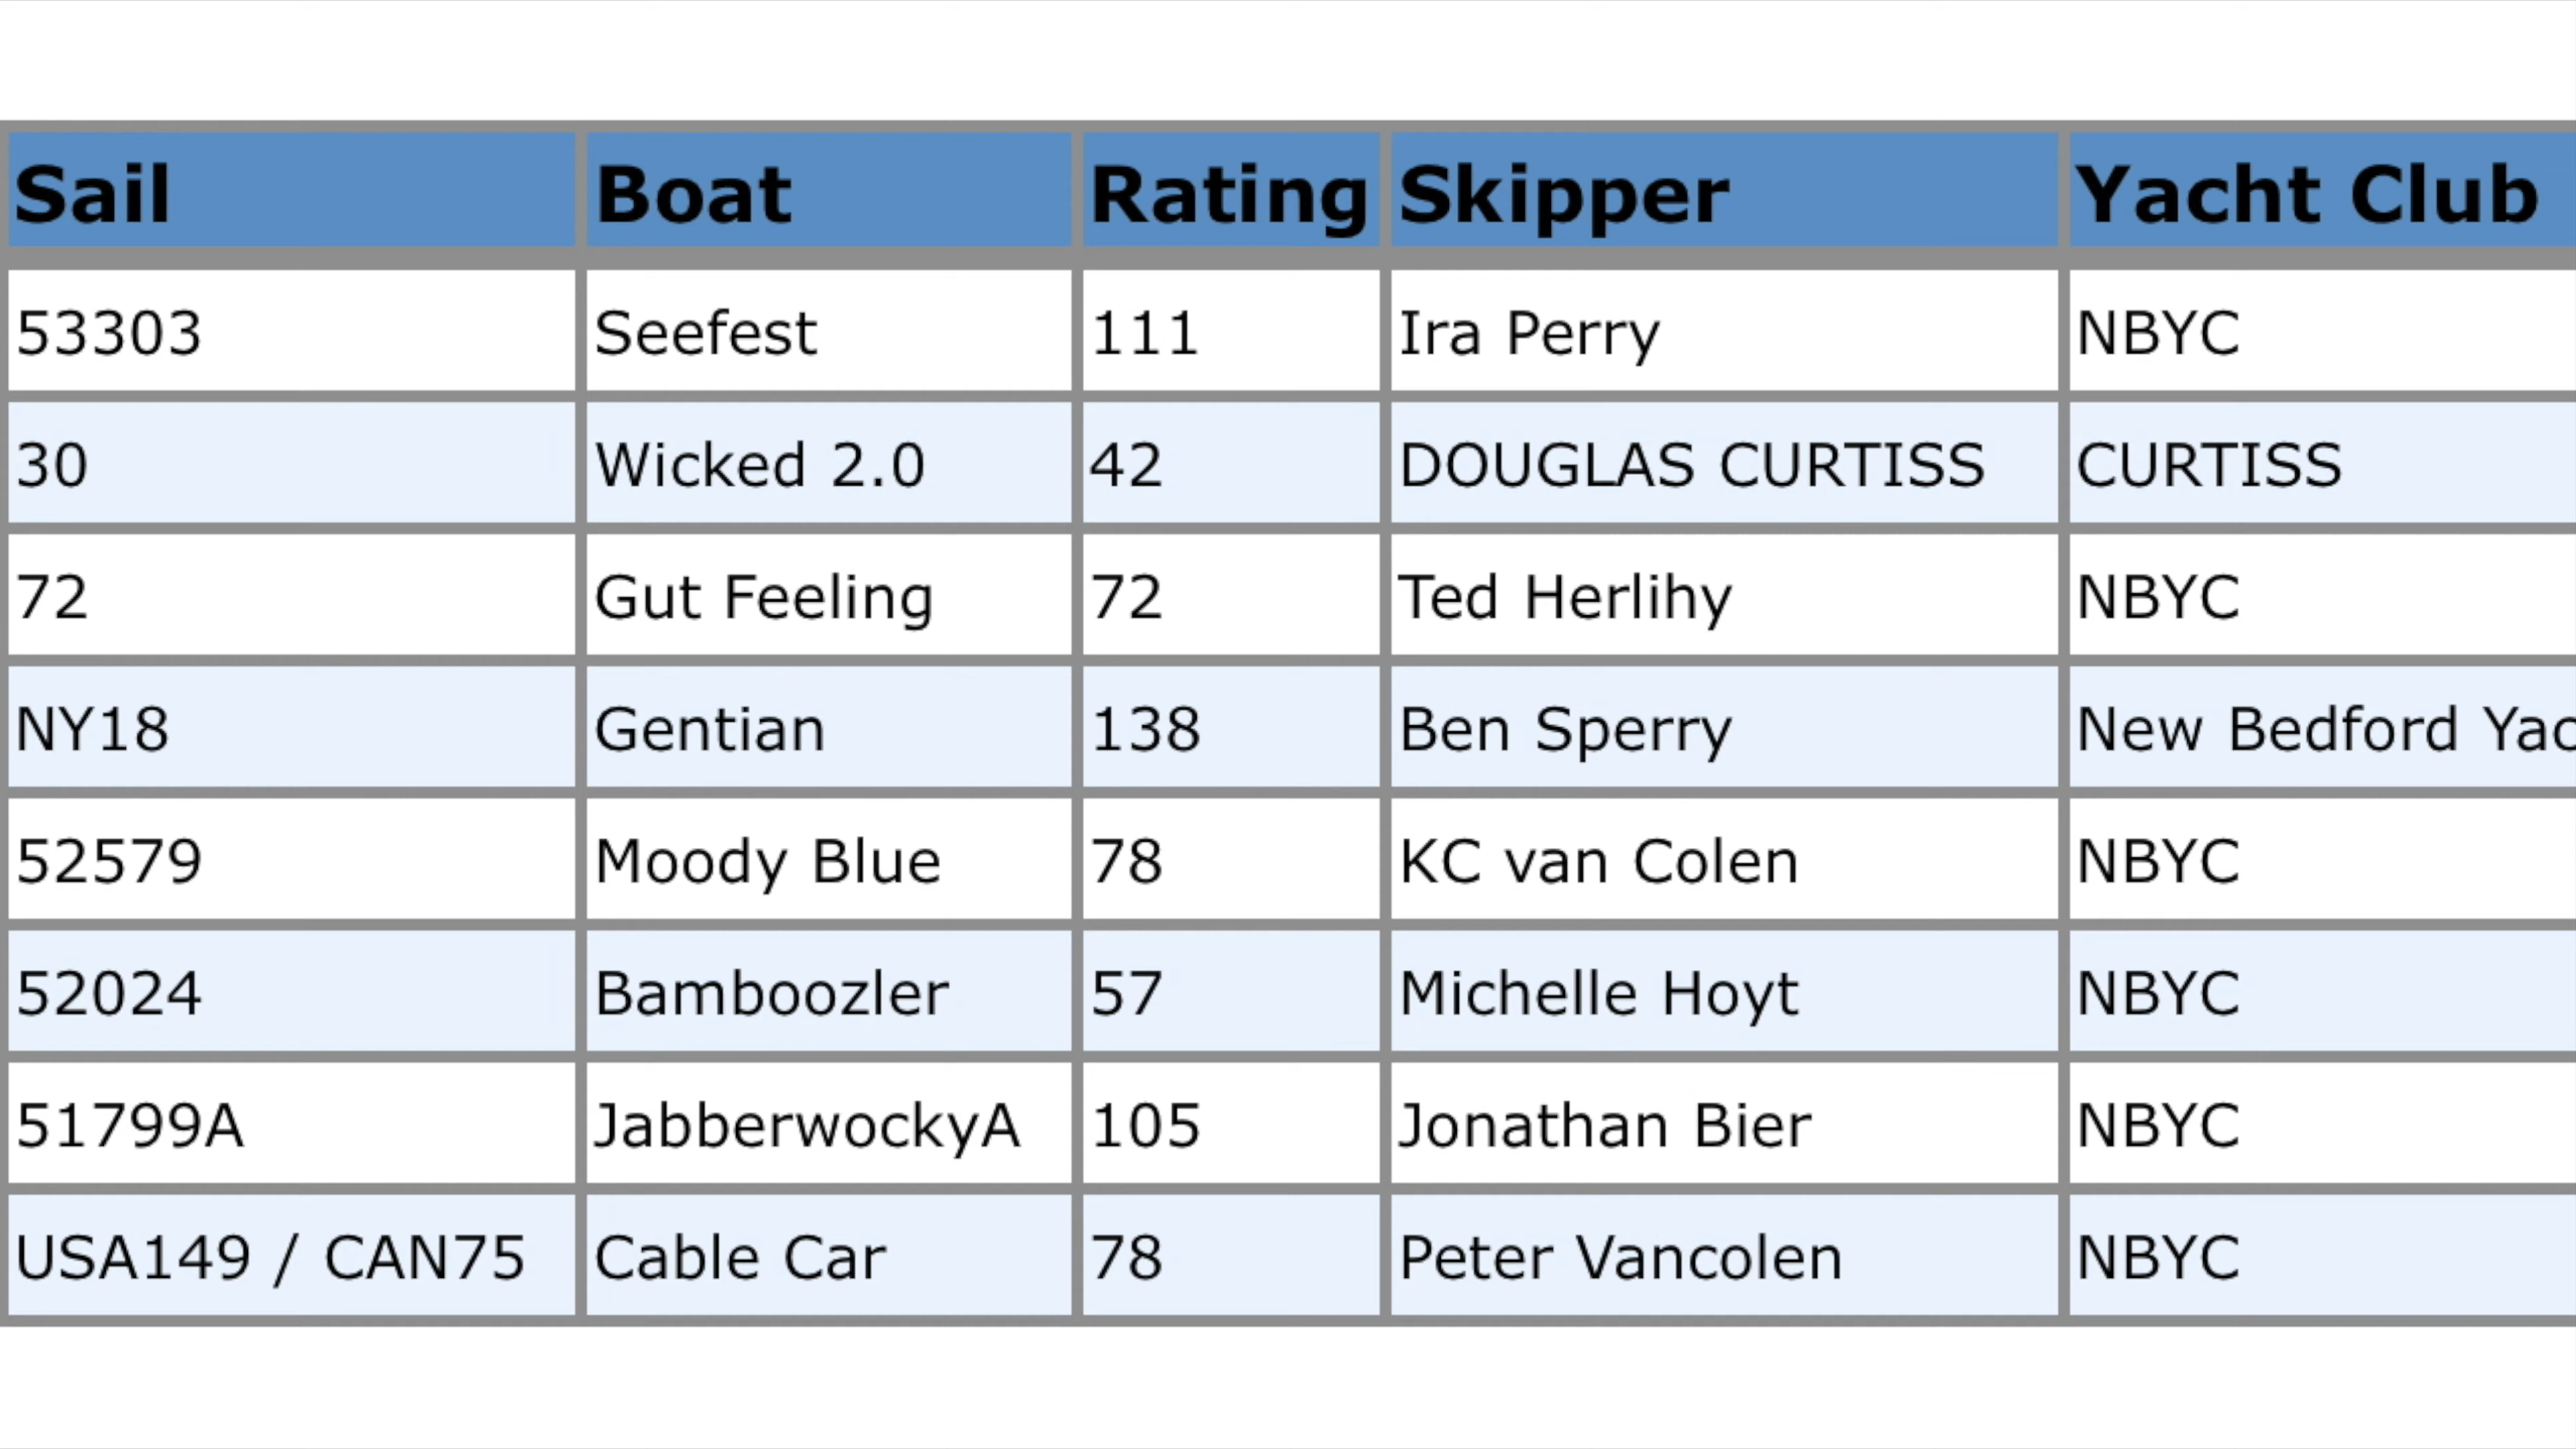 Sail Boat Rating Skipper Yacht Club
53303 Seefest 111 Ira Perry NBYC
30 Wicked 2.0 42 DOUGLAS CURTISS CURTISS
72 Gut Feeling 72 Ted Herlihy NBYC
NY18 Gentian 138 Ben Sperry New Bedford
52579 Moody Blue 78 KC van Colen NBYC
52024 Bamboozler 57 Michelle Hoyt NBYC
51799A JabberwockyA 105 Jonathan Bier NBYC
USA149 / CAN75 Cable Car 78 Peter Vancolen NBYC